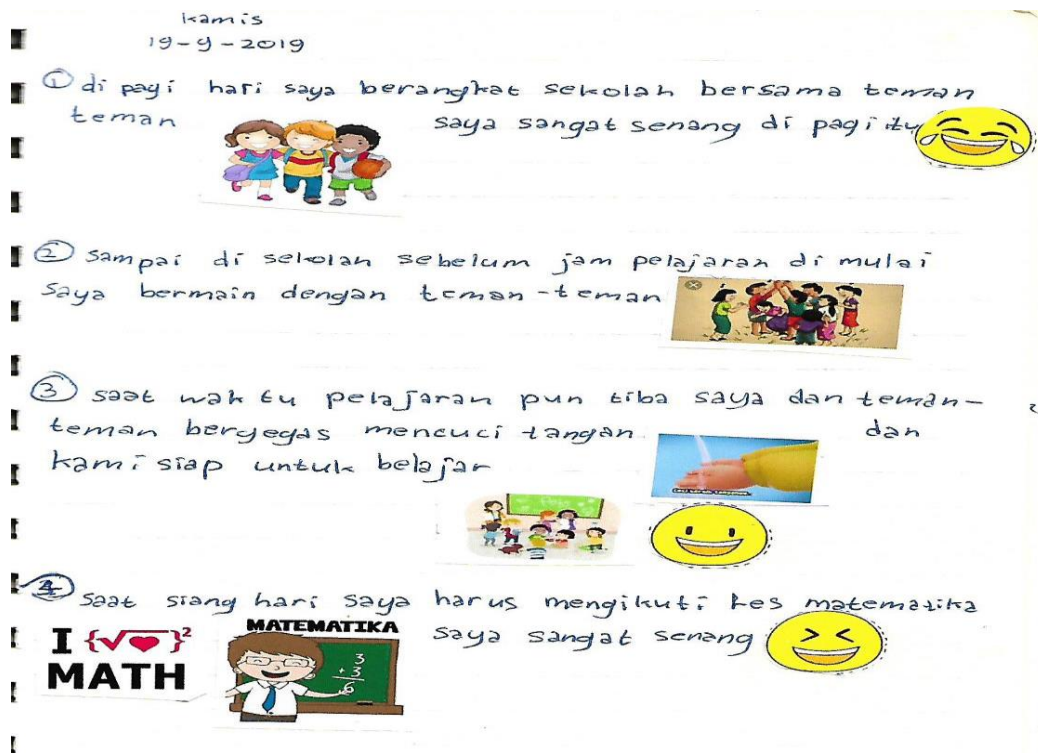 Kamis
19-9-2019
① di pagi hari saya berangkat sekolah bersama teman
teman saya sangat senang di pagi itu
② sampai di sekolah sebelum jam pelajaran di mulai
Saya bermain dengan teman-teman
③ saat waktu pelajaran pun tiba saya dan teman-
teman bergegas mencuci tangan dan
kami siap untuk belajar
④ Saat siang hari saya harus mengikuti tes matematika
saya sangat senang
I {√♥}²
MATH
MATEMATIKA
3
+3
6